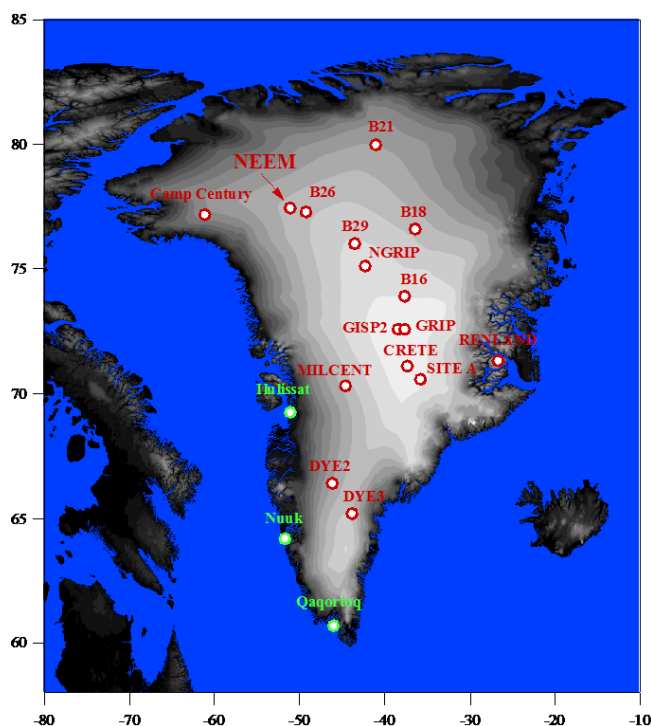 85
80
75
70
65
60
-80
-70
-60
-50
-40
-30
-20
-10
B21
NEEM
Camp Century
B26
B18
B29
NGRIP
B16
GISP2
GRIP
RENLAND
CRETE
MILCENT
SITE A
Ilulissat
DYE2
DYE3
Nuuk
Qaqortoq